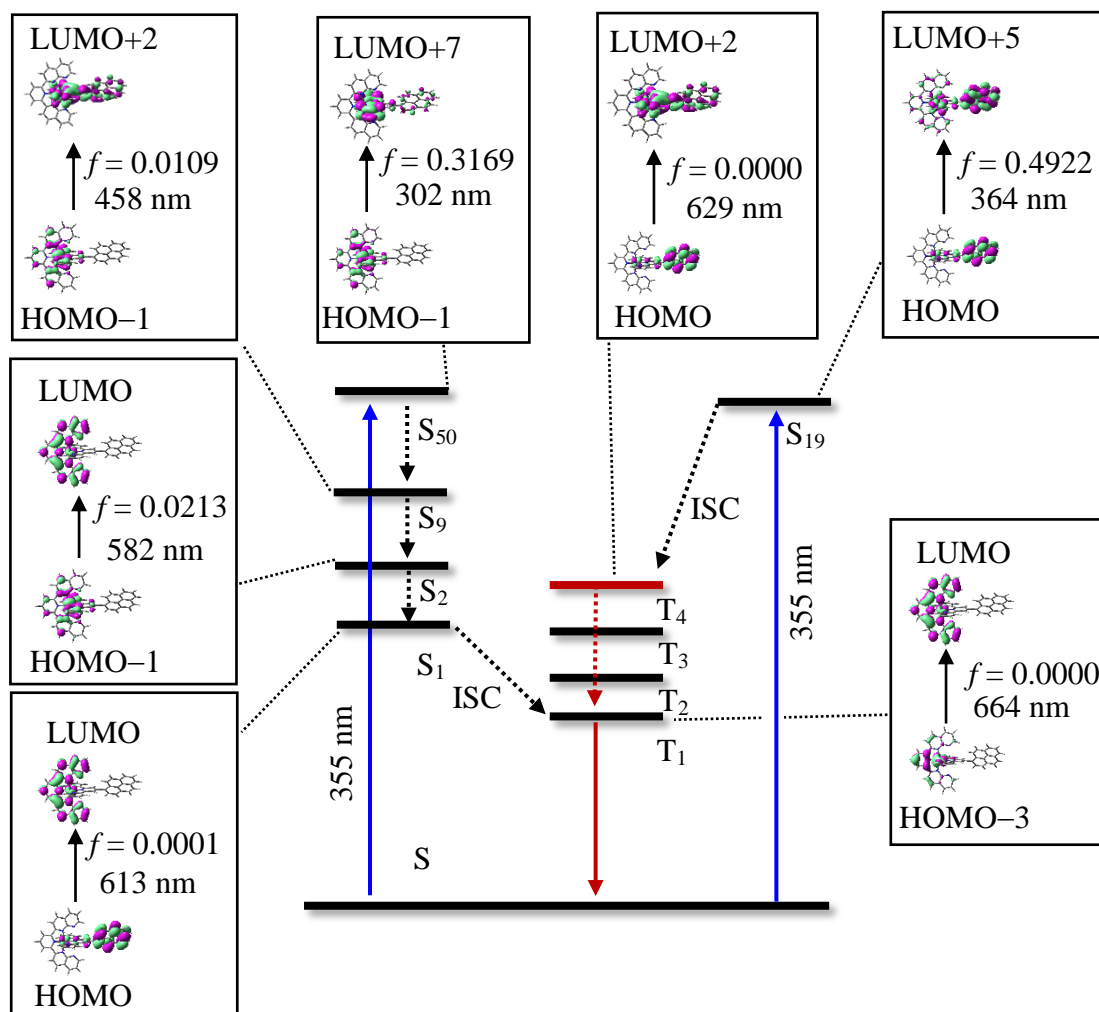 LUMO+2
f = 0.0109
458 nm
HOMO−1
LUMO+7
f = 0.3169
302 nm
HOMO−1
LUMO+2
f = 0.0000
629 nm
HOMO
LUMO+5
f = 0.4922
364 nm
HOMO
LUMO
f = 0.0213
582 nm
HOMO−1
LUMO
f = 0.0001
613 nm
HOMO
S50
S9
S2
S1
ISC
355 nm
S
S19
ISC
355 nm
T4
T3
T2
T1
LUMO
f = 0.0000
664 nm
HOMO−3